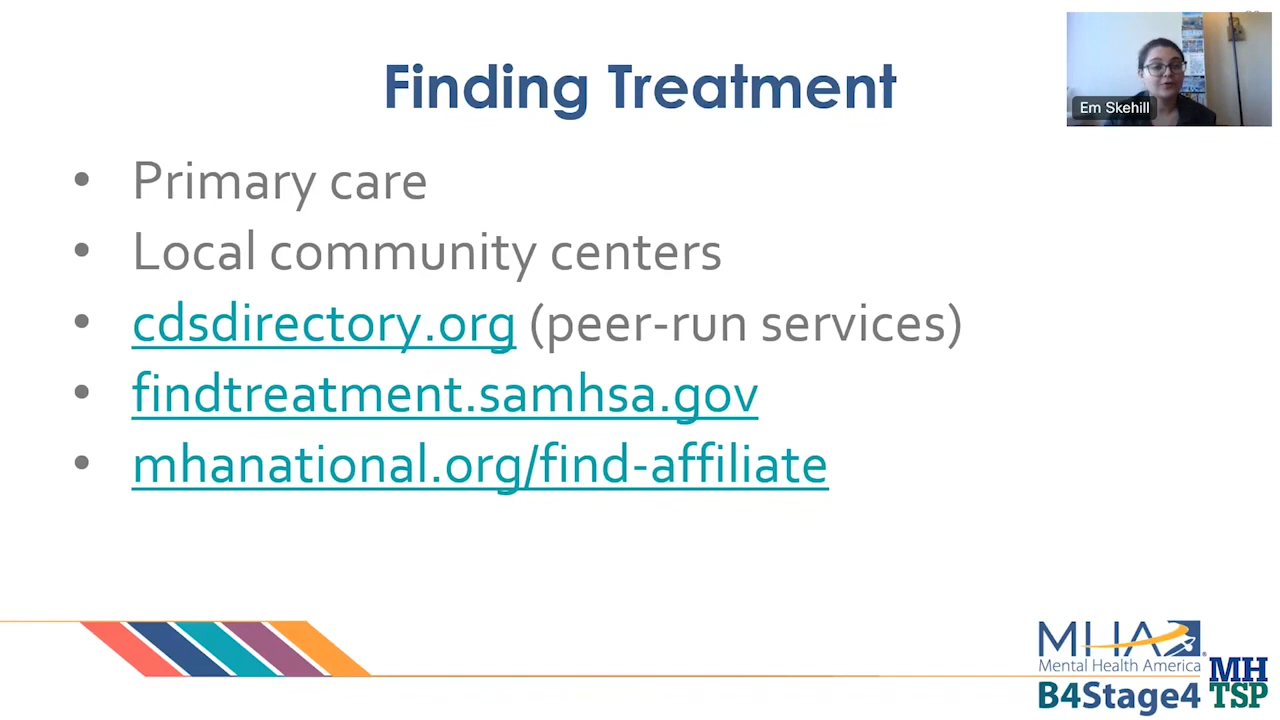 Finding Treatment
Em Skehill
• Primary care
• Local community centers
• cdsdirectory.org (peer-run services)
• findtreatment.samhsa.gov
• mhanational.org/find-affiliate
MHA®
Mental Health America
B4Stage4
MH
TSP